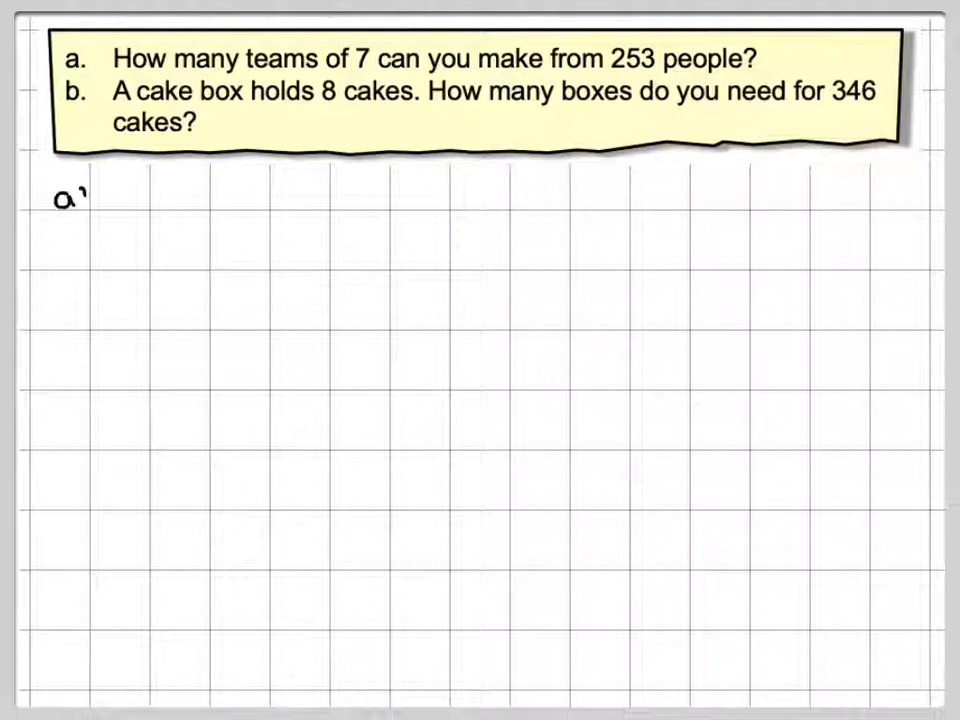 a. How many teams of 7 can you make from 253 people?
b. A cake box holds 8 cakes. How many boxes do you need for 346
cakes?
a)